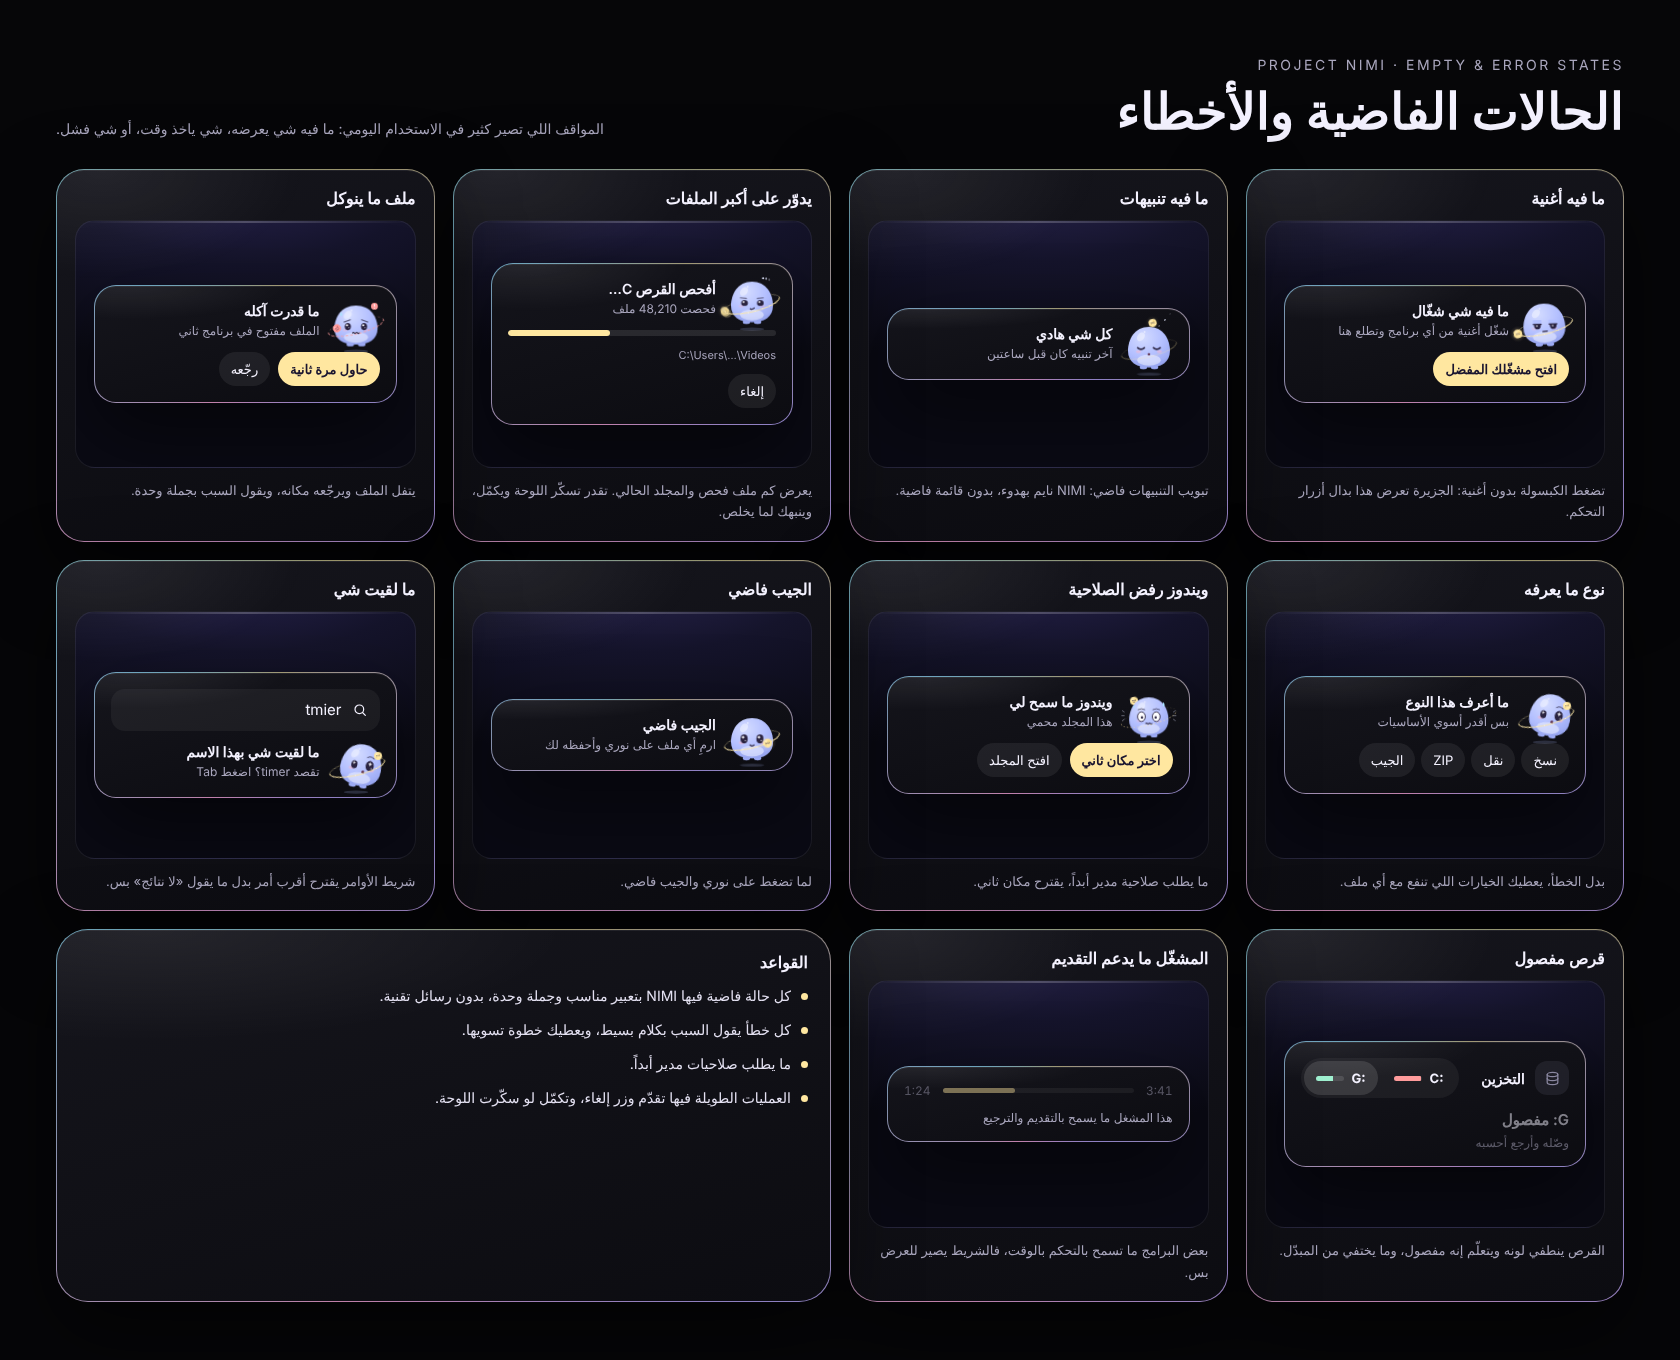 PROJECT NIMI · EMPTY & ERROR STATES
الحالات الفاضية والأخطاء
المواقف اللي تصير كثير في الاستخدام اليومي: ما فيه شي يعرضه، شي ياخذ وقت، أو شي فشل.
ما فيه أغنية
ما فيه شي شغّال
شغّل أغنية من أي برنامج وتطلع هنا
افتح مشغّلك المفضل
تضغط الكبسولة بدون أغنية: الجزيرة تعرض هذا بدال أزرار
التحكم.
ما فيه تنبيهات
كل شي هادي
آخر تنبيه كان قبل ساعتين
تبويب التنبيهات فاضي: NIMI نايم بهدوء، بدون قائمة فاضية.
يدوّر على أكبر الملفات
أفحص القرص C...
فحصت 48,210 ملف
C:\Users\...\Videos
إلغاء
يعرض كم ملف فحص والمجلد الحالي. تقدر تسكّر اللوحة ويكمّل،
وينبهك لما يخلص.
ملف ما ينوكل
ما قدرت آكله
الملف مفتوح في برنامج ثاني
حاول مرة ثانية
رجّعه
يتفل الملف ويرجّعه مكانه، ويقول السبب بجملة وحدة.
نوع ما يعرفه
ما أعرف هذا النوع
بس أقدر أسوي الأساسيات
نسخ
نقل
ZIP
الجيب
بدل الخطأ، يعطيك الخيارات اللي تنفع مع أي ملف.
ويندوز رفض الصلاحية
ويندوز ما سمح لي
هذا المجلد محمي
اختر مكان ثاني
افتح المجلد
ما يطلب صلاحية مدير أبداً، يقترح مكان ثاني.
الجيب فاضي
الجيب فاضي
ارمِ أي ملف على نوري وأحفظه لك
لما تضغط على نوري والجيب فاضي.
ما لقيت شي
tmier
ما لقيت شي بهذا الاسم
تقصد timer؟ اضغط Tab
شريط الأوامر يقترح أقرب أمر بدل ما يقول «لا نتائج» بس.
قرص مفصول
التخزين
C:
G:
G: مفصول
وصّله وأرجع أحسبه
القرص ينطفي لونه ويتعلّم إنه مفصول، وما يختفي من المبدّل.
المشغّل ما يدعم التقديم
3:41
1:24
هذا المشغل ما يسمح بالتقديم والترجيع
بعض البرامج ما تسمح بالتحكم بالوقت، فالشريط يصير للعرض
بس.
القواعد
كل حالة فاضية فيها NIMI بتعبير مناسب وجملة وحدة، بدون رسائل تقنية.
كل خطأ يقول السبب بكلام بسيط، ويعطيك خطوة تسويها.
ما يطلب صلاحيات مدير أبداً.
العمليات الطويلة فيها تقدّم وزر إلغاء، وتكمّل لو سكّرت اللوحة.